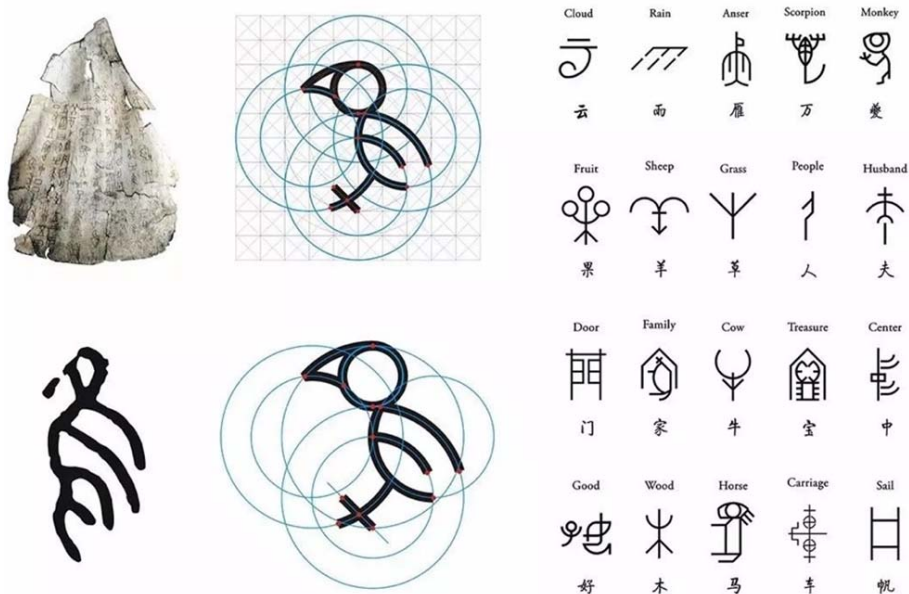 Cloud Rain Anser Scorpion Monkey
云 雨 雁 万 夔
Fruit Sheep Grass People Husband
果 羊 草 人 夫
Door Family Cow Treasure Center
门 家 牛 宝 中
Good Wood Horse Carriage Sail
好 木 马 车 帆